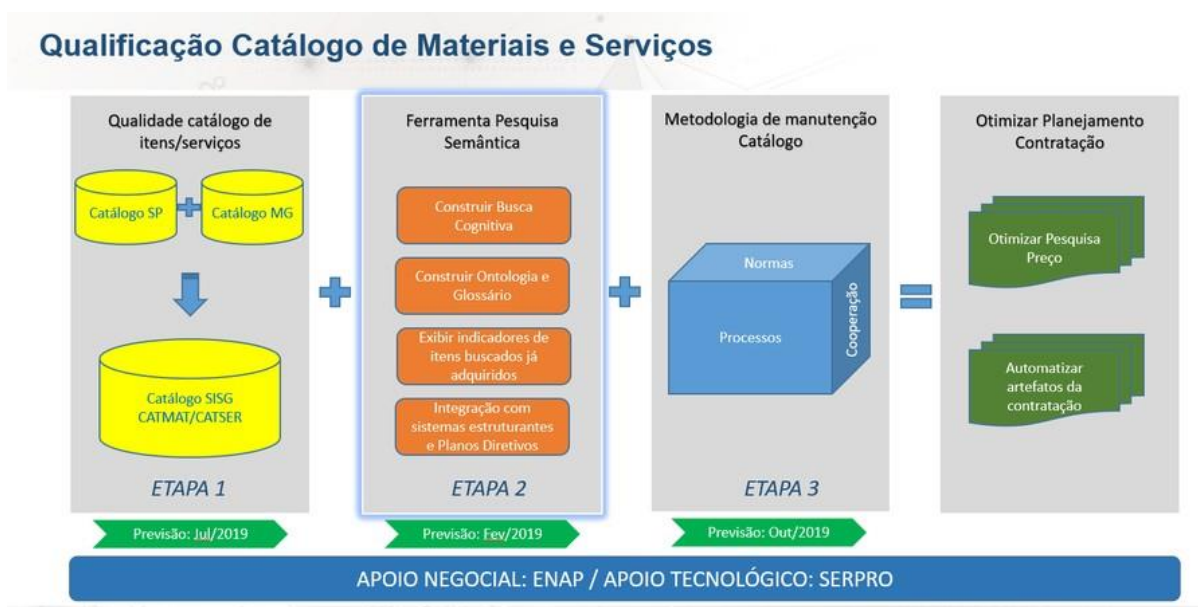 Qualificação Catálogo de Materiais e Serviços
Qualidade catálogo de
itens/serviços
Catálogo SP
Catálogo MG
Catálogo SISG
CATMAT/CATSER
ETAPA 1
Previsão: Jul/2019
Ferramenta Pesquisa
Semântica
Construir Busca
Cognitiva
Construir Ontologia e
Glossário
Exibir indicadores de
itens buscados já
adquiridos
Integração com
sistemas estruturantes
e Planos Diretivos
ETAPA 2
Previsão: Fev/2019
Metodologia de manutenção
Catálogo
Normas
Processos
Cooperação
ETAPA 3
Previsão: Out/2019
Otimizar Planejamento
Contratação
Otimizar Pesquisa
Preço
Automatizar
artefatos da
contratação
APOIO NEGOCIAL: ENAP / APOIO TECNOLÓGICO: SERPRO